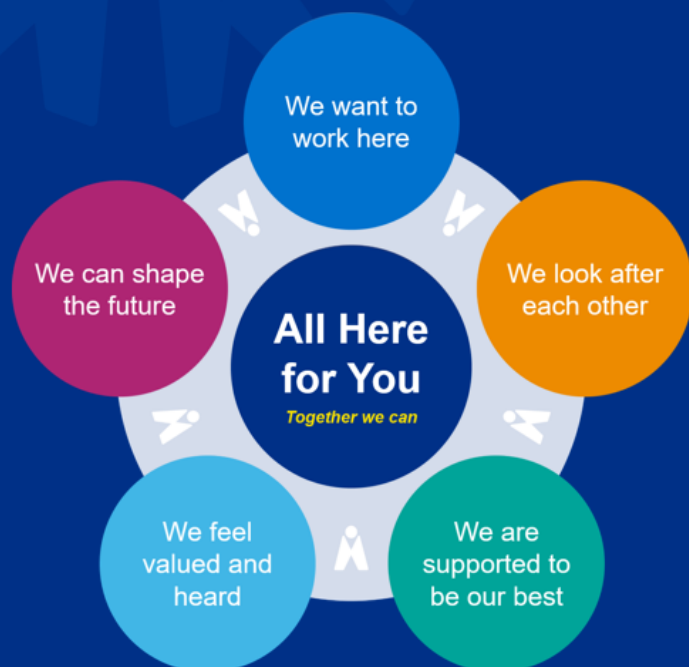 We want to
work here
We look after
each other
We are
supported to
be our best
We feel
valued and
heard
We can shape
the future
All Here
for You
Together we can